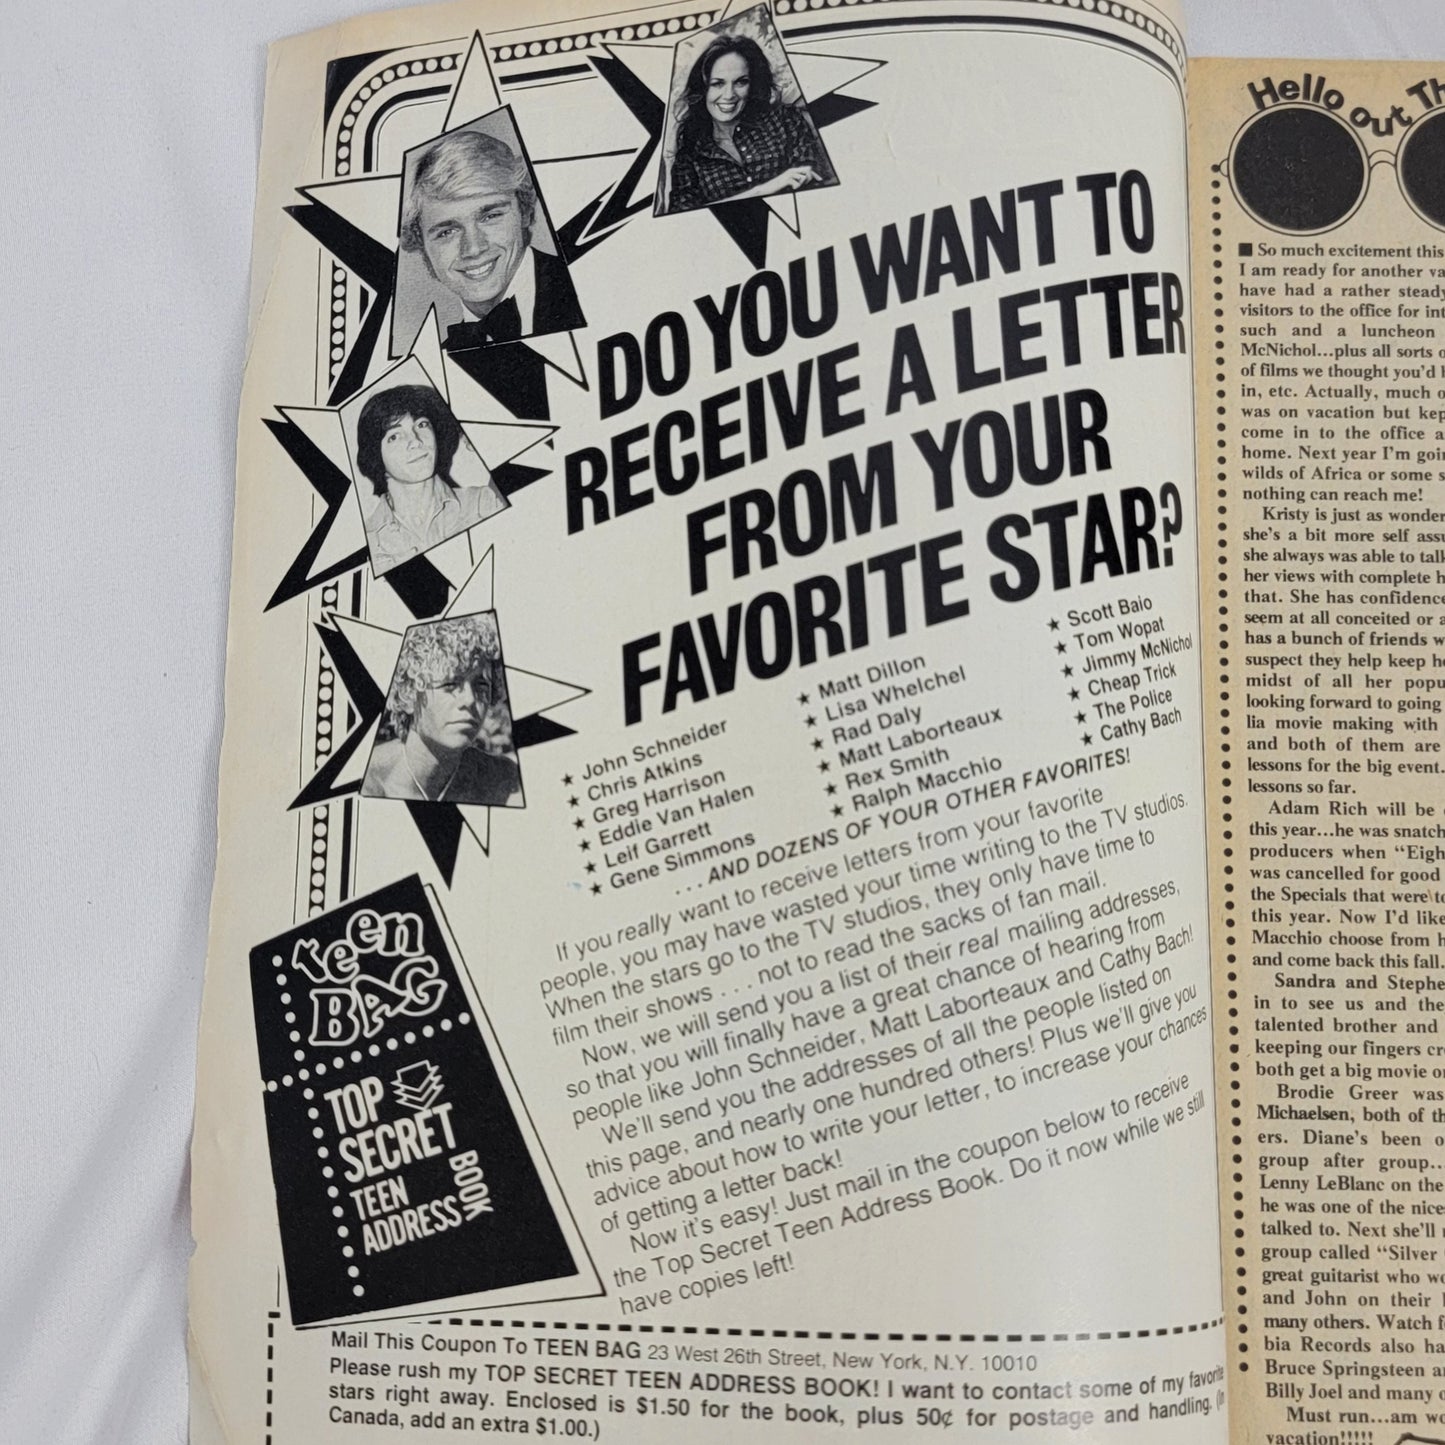 DO YOU WANT TO
RECEIVE A LETTER
FROM YOUR
FAVORITE STAR?
★ John Schneider
★ Chris Atkins
★ Greg Harrison
★ Eddie Van Halen
★ Leif Garrett
★ Gene Simmons
★ Matt Dillon
★ Lisa Whelchel
★ Rad Daly
★ Matt Laborteaux
★ Rex Smith
★ Ralph Macchio
★ Scott Baio
★ Tom Wopat
★ Jimmy McNichol
★ Cheap Trick
★ The Police
★ Cathy Bach
. . . AND DOZENS OF YOUR OTHER FAVORITES!
If you really want to receive letters from your favorite
people, you may have wasted your time writing to the TV studios.
When the stars go to the TV studios, they only have time to
film their shows . . . not to read the sacks of fan mail.
Now, we will send you a list of their real mailing addresses,
so that you will finally have a great chance of hearing from
people like John Schneider, Matt Laborteaux and Cathy Bach!
We'll send you the addresses of all the people listed on
this page, and nearly one hundred others! Plus we'll give you
advice about how to write your letter, to increase your chances
of getting a letter back!
Now it's easy! Just mail in the coupon below to receive
the Top Secret Teen Address Book. Do it now while we still
have copies left!
teen
BAG
TOP
SECRET
TEEN
ADDRESS
BOOK
Mail This Coupon To TEEN BAG 23 West 26th Street, New York, N.Y. 10010
Please rush my TOP SECRET TEEN ADDRESS BOOK! I want to contact some of my favorite
stars right away. Enclosed is $1.50 for the book, plus 50¢ for postage and handling. (In
Canada, add an extra $1.00.)
Hello out Th
■ So much excitement this
I am ready for another va
have had a rather steady
visitors to the office for int
such and a luncheon
McNichol...plus all sorts o
of films we thought you'd
in, etc. Actually, much o
was on vacation but kep
come in to the office a
home. Next year I'm goin
wilds of Africa or some s
nothing can reach me!
Kristy is just as wonder
she's a bit more self assu
she always was able to talk
her views with complete h
that. She has confidence
seem at all conceited or a
has a bunch of friends w
suspect they help keep he
midst of all her popu
looking forward to going
lia movie making with
and both of them are
lessons for the big event.
lessons so far.
Adam Rich will be
this year...he was snatch
producers when "Eigh
was cancelled for good
the Specials that were to
this year. Now I'd like
Macchio choose from h
and come back this fall.
Sandra and Stephe
in to see us and the
talented brother and
keeping our fingers cro
both get a big movie or
Brodie Greer was
Michaelsen, both of th
ers. Diane's been o
group after group...
Lenny LeBlanc on the
he was one of the nices
talked to. Next she'll
group called "Silver
great guitarist who wo
and John on their
many others. Watch f
bia Records also ha
Bruce Springsteen a
Billy Joel and many o
Must run...am wo
vacation!!!!!